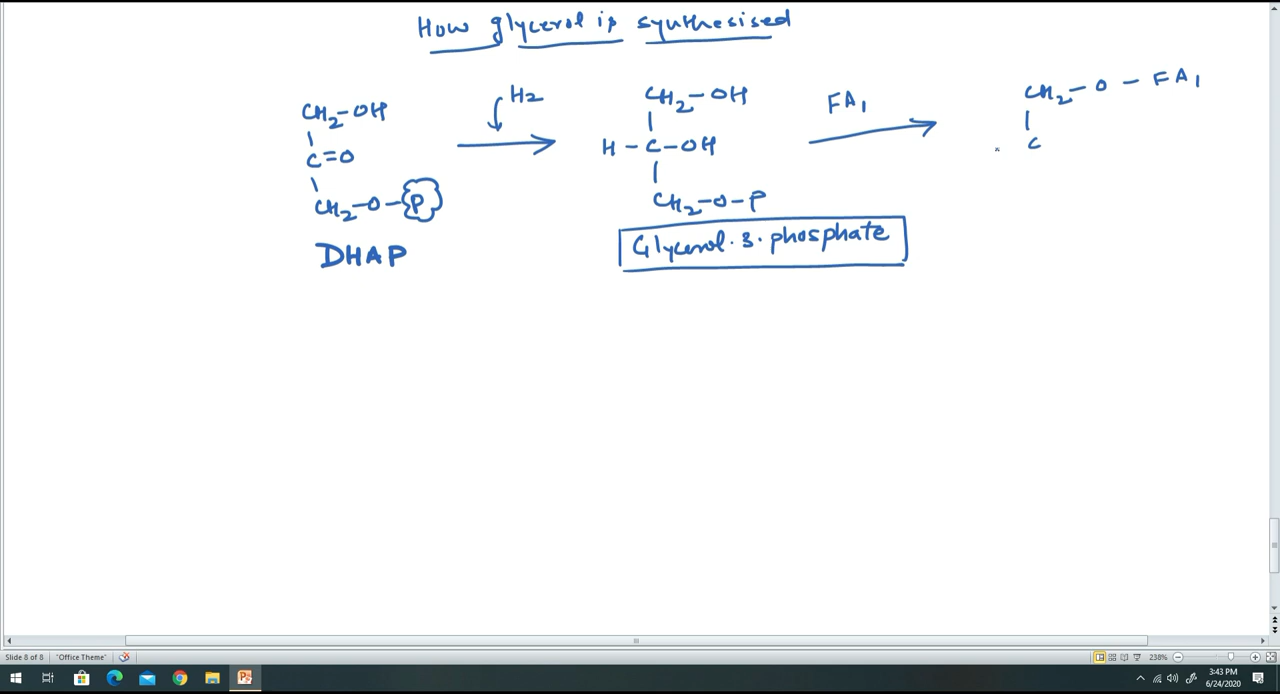 How glycerol is synthesised
CH2-OH
C=O
CH2-O-P
DHAP
H2
CH2-OH
H-C-OH
CH2-O-P
Glycerol.3.phosphate
FA1
CH2-O-FA1
C
Slide 8 of 8
"Office Theme"
238%
3:43 PM
6/24/2020